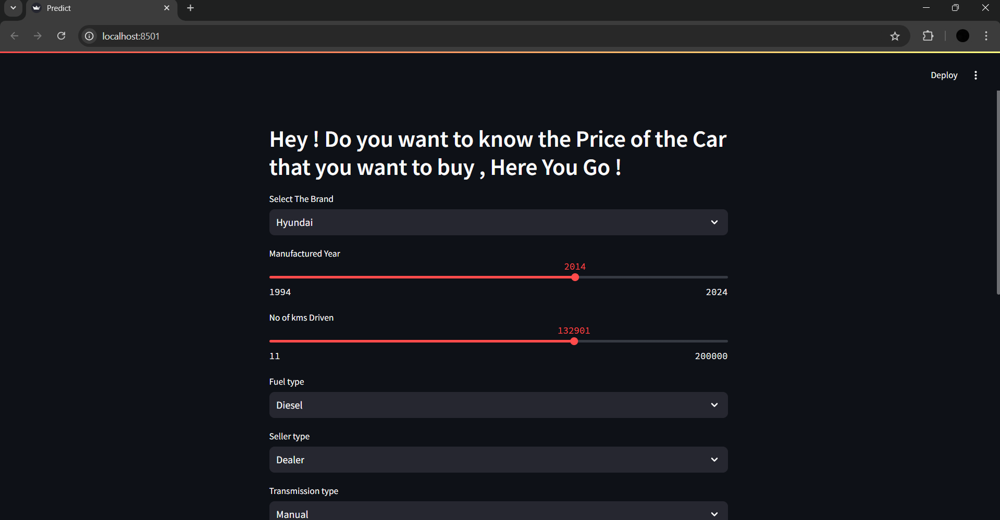 Predict
localhost:8501
Deploy
Hey ! Do you want to know the Price of the Car
that you want to buy , Here You Go !
Select The Brand
Hyundai
Manufactured Year
2014
1994 2024
No of kms Driven
132901
11 200000
Fuel type
Diesel
Seller type
Dealer
Transmission type
Manual